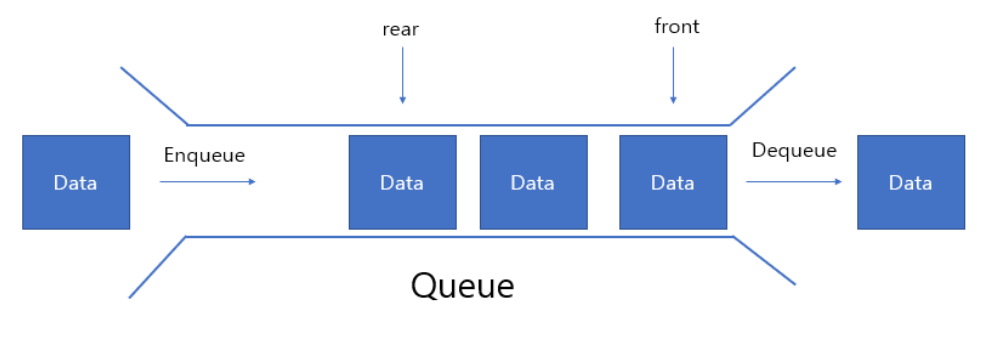 rear
front
Enqueue
Dequeue
Data
Data
Data
Data
Data
Queue